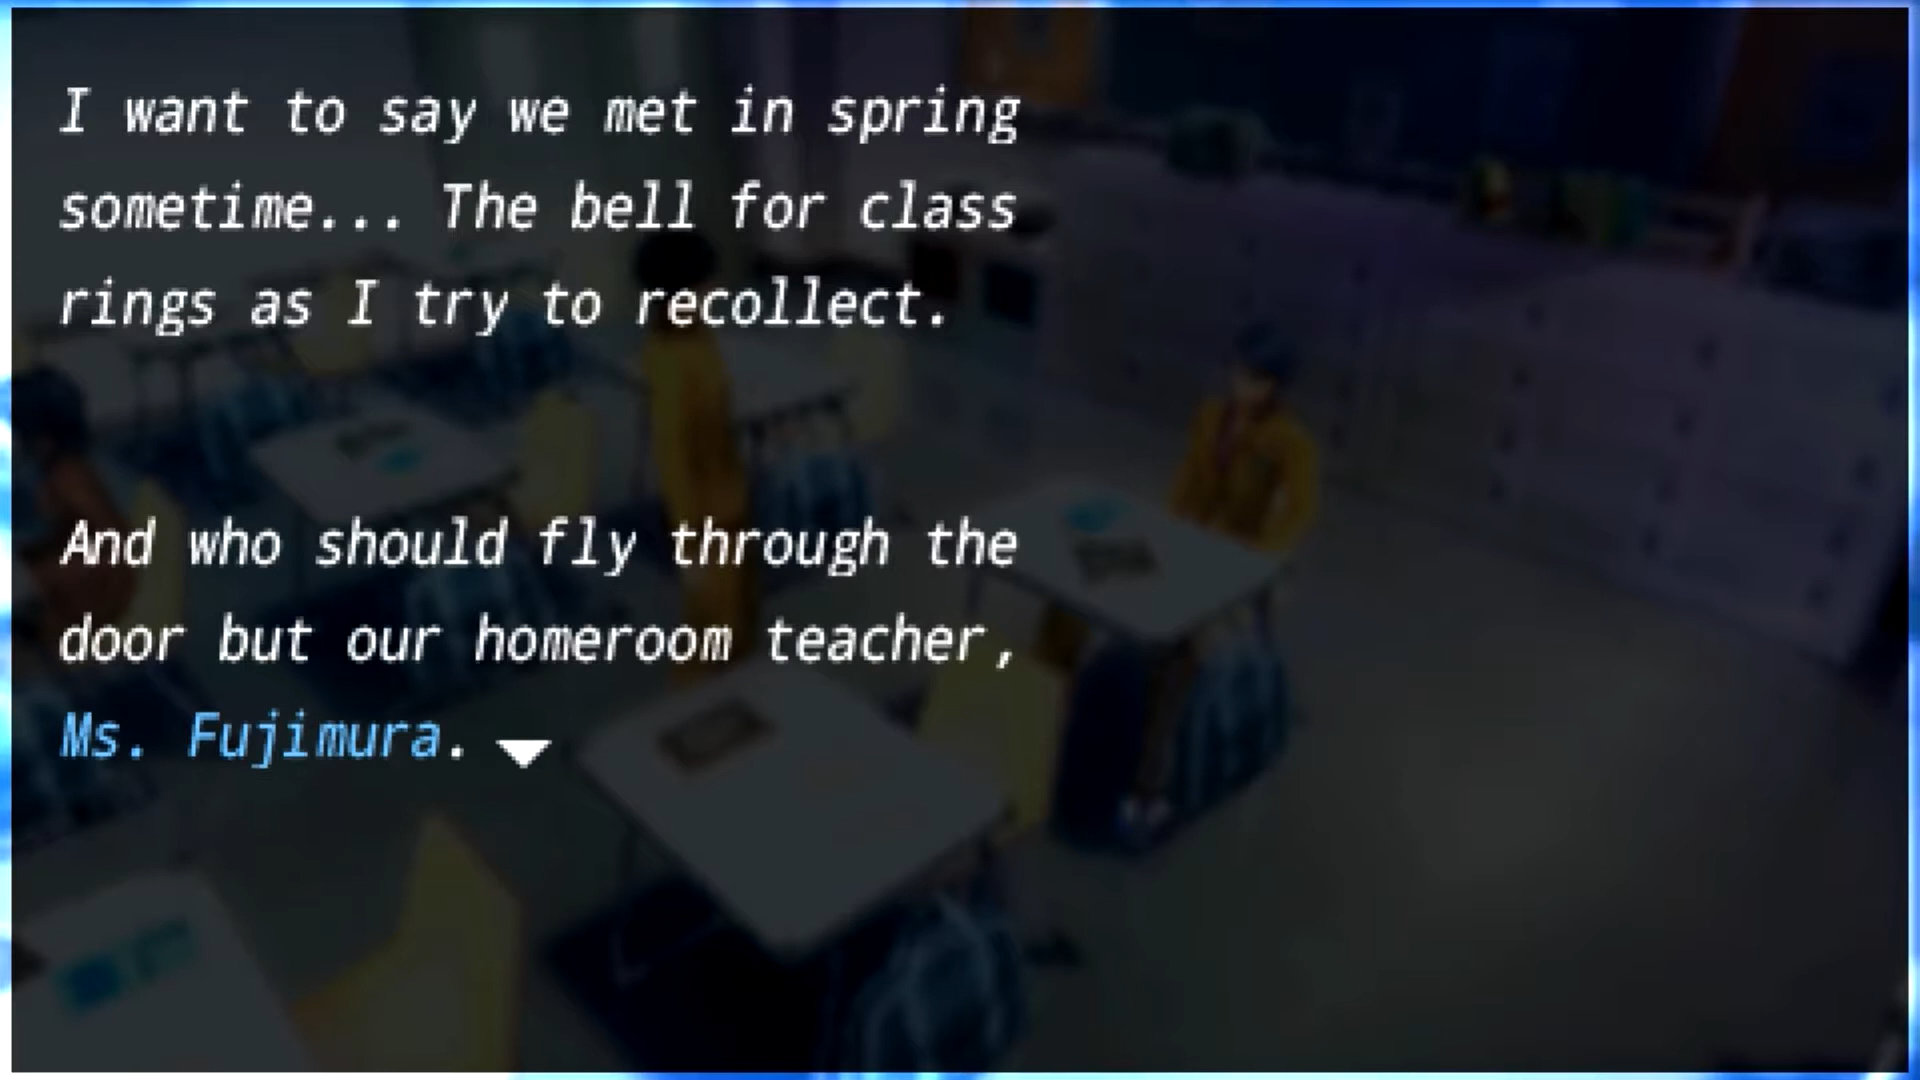 I want to say we met in spring
sometime... The bell for class
rings as I try to recollect.
And who should fly through the
door but our homeroom teacher,
Ms. Fujimura.